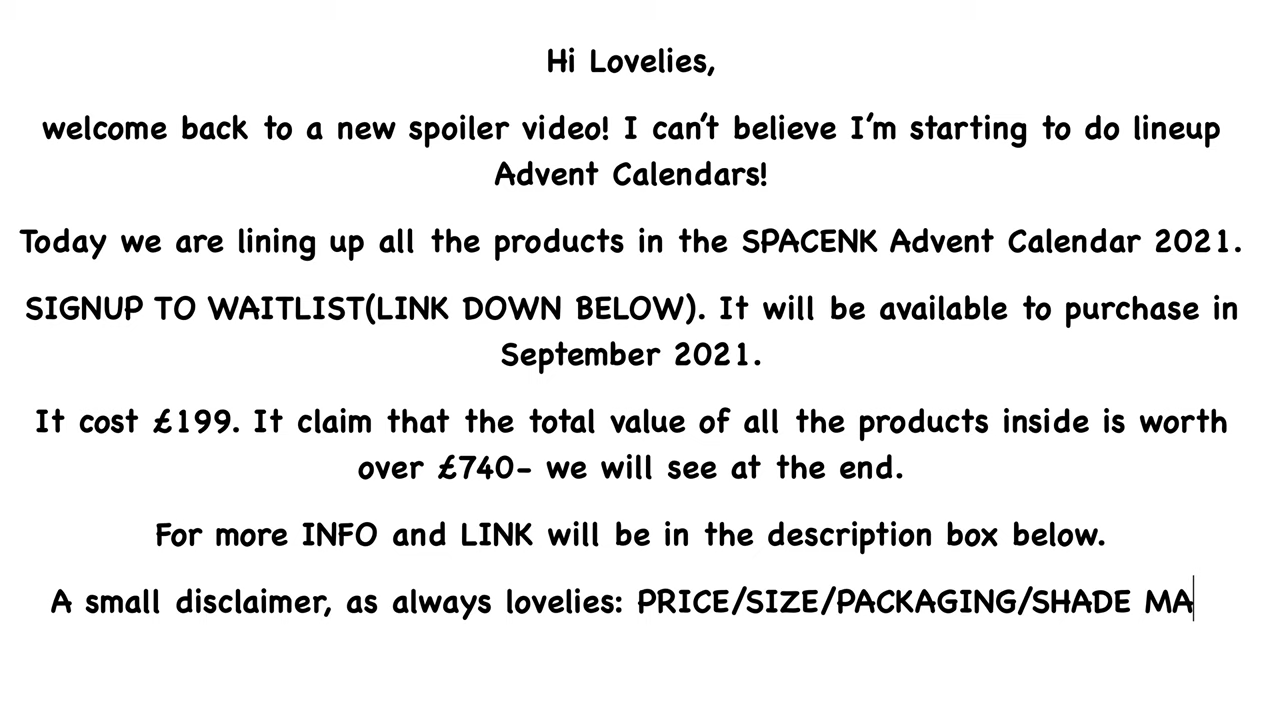 Hi Lovelies,
welcome back to a new spoiler video! I can't believe I'm starting to do lineup
Advent Calendars!
Today we are lining up all the products in the SPACENK Advent Calendar 2021.
SIGNUP TO WAITLIST(LINK DOWN BELOW). It will be available to purchase in
September 2021.
It cost £199. It claim that the total value of all the products inside is worth
over £740- we will see at the end.
For more INFO and LINK will be in the description box below.
A small disclaimer, as always lovelies: PRICE/SIZE/PACKAGING/SHADE MA